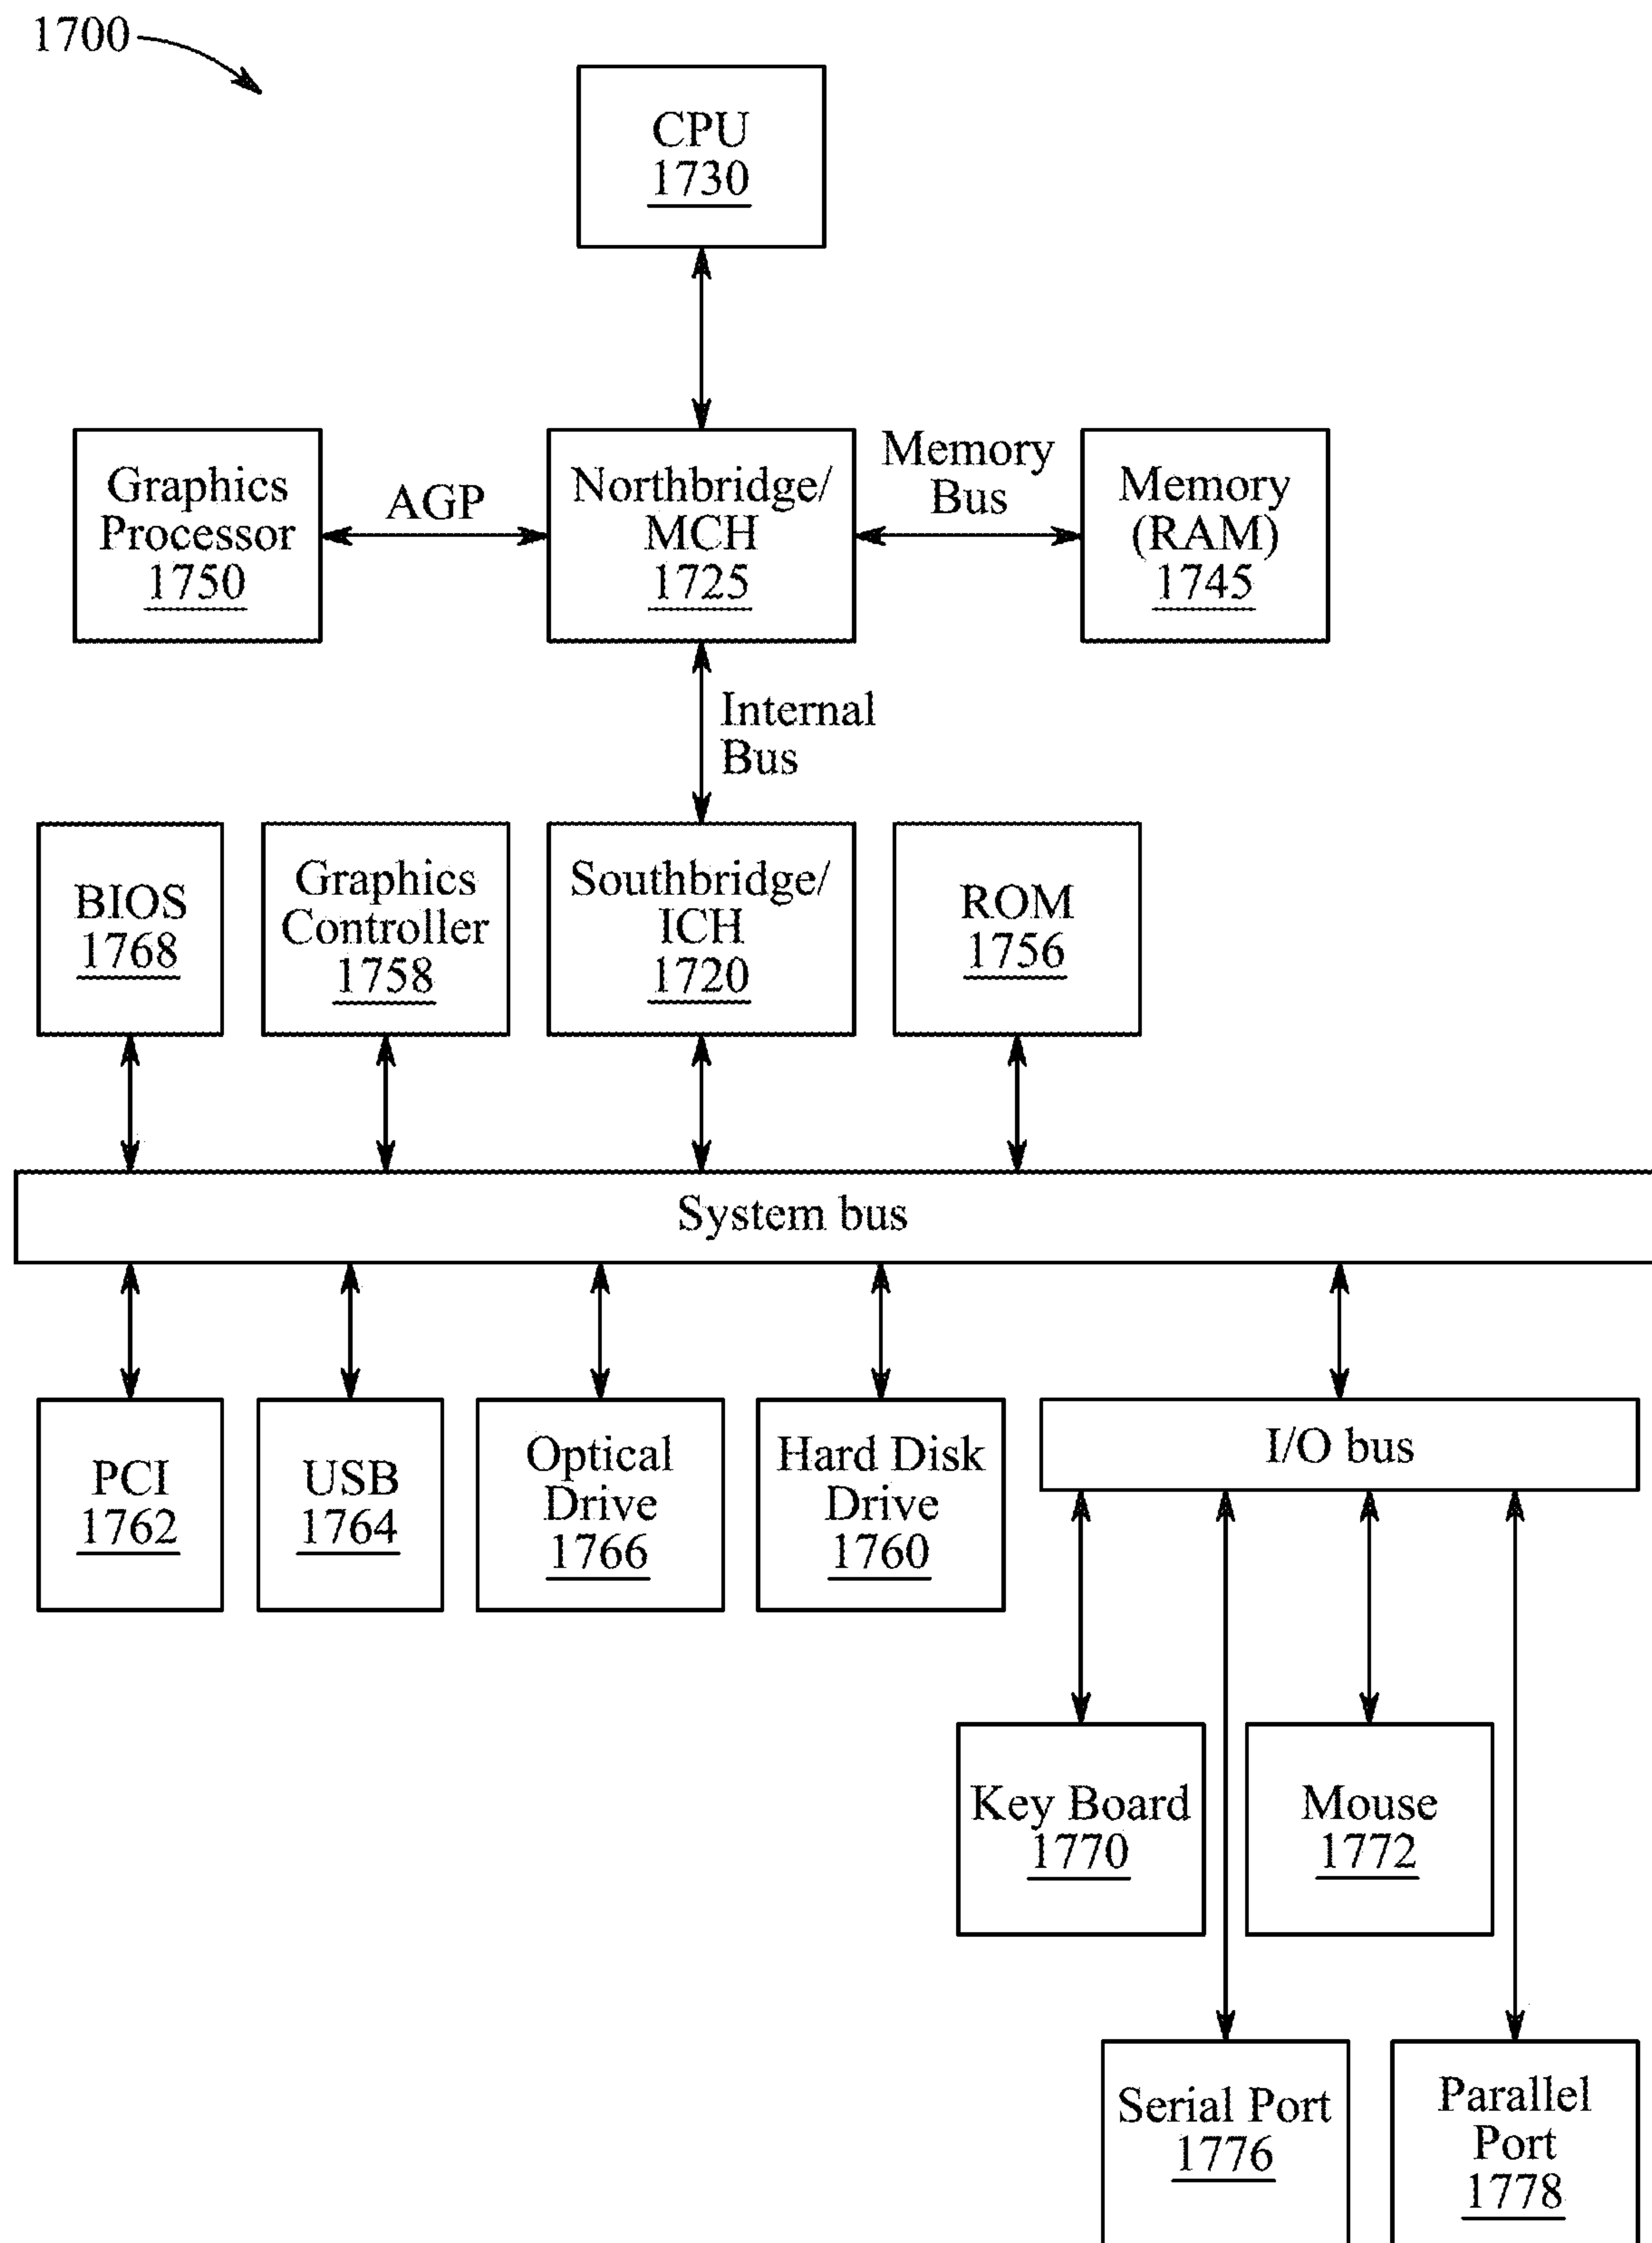 1700
CPU
1730
Graphics
Processor
1750
AGP
Northbridge/
MCH
1725
Memory
Bus
Memory
(RAM)
1745
Internal
Bus
BIOS
1768
Graphics
Controller
1758
Southbridge/
ICH
1720
ROM
1756
System bus
PCI
1762
USB
1764
Optical
Drive
1766
Hard Disk
Drive
1760
I/O bus
Key Board
1770
Mouse
1772
Serial Port
1776
Parallel
Port
1778